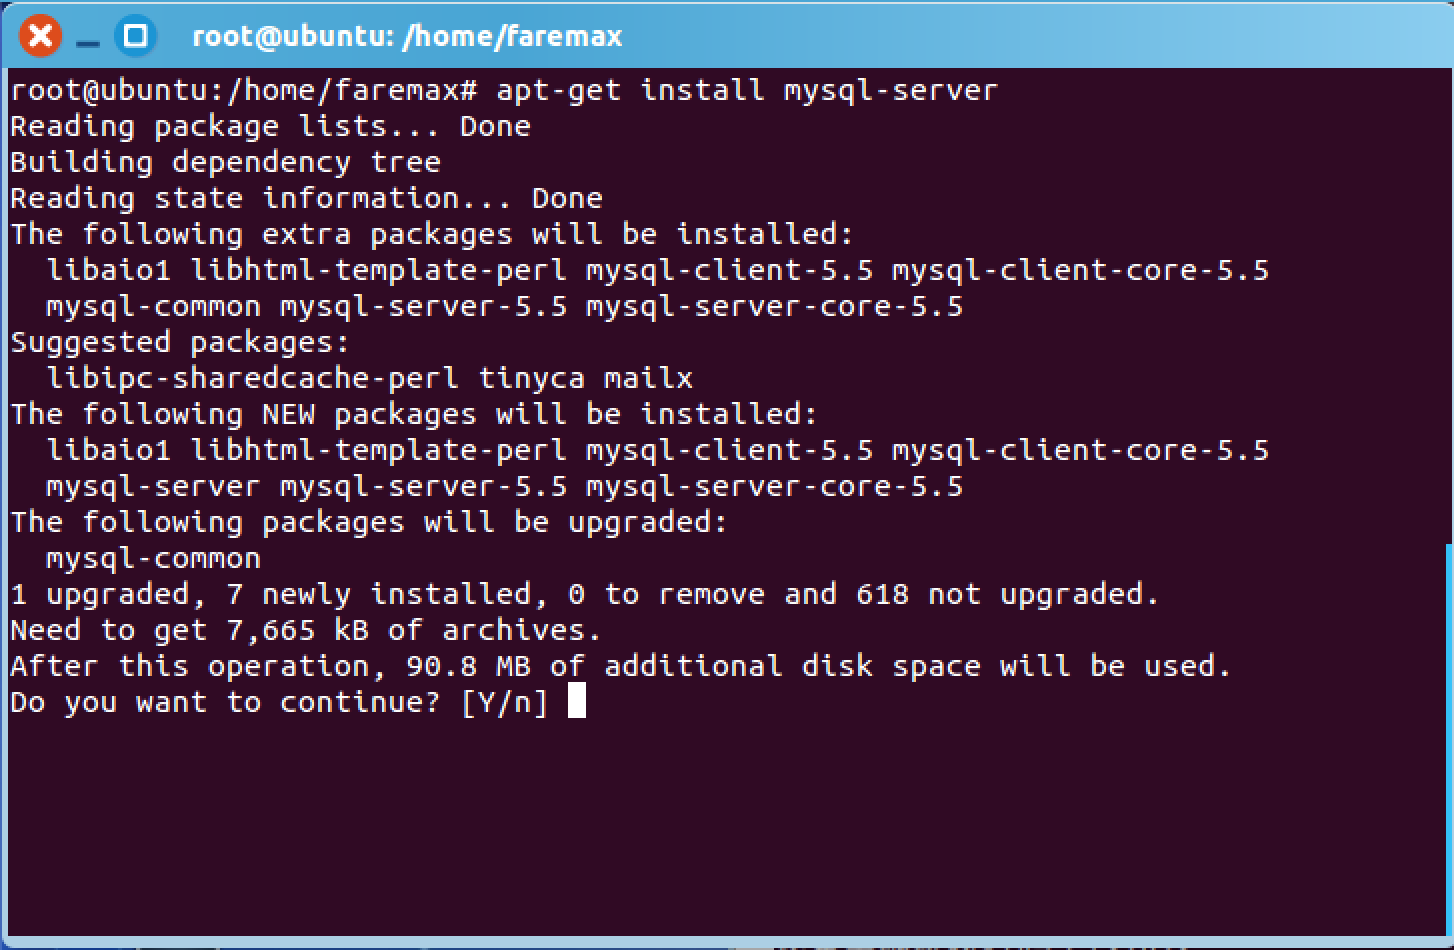 root@ubuntu: /home/faremax
root@ubuntu:/home/faremax# apt-get install mysql-server
Reading package lists... Done
Building dependency tree
Reading state information... Done
The following extra packages will be installed:
  libaio1 libhtml-template-perl mysql-client-5.5 mysql-client-core-5.5
  mysql-common mysql-server-5.5 mysql-server-core-5.5
Suggested packages:
  libipc-sharedcache-perl tinyca mailx
The following NEW packages will be installed:
  libaio1 libhtml-template-perl mysql-client-5.5 mysql-client-core-5.5
  mysql-server mysql-server-5.5 mysql-server-core-5.5
The following packages will be upgraded:
  mysql-common
1 upgraded, 7 newly installed, 0 to remove and 618 not upgraded.
Need to get 7,665 kB of archives.
After this operation, 90.8 MB of additional disk space will be used.
Do you want to continue? [Y/n]